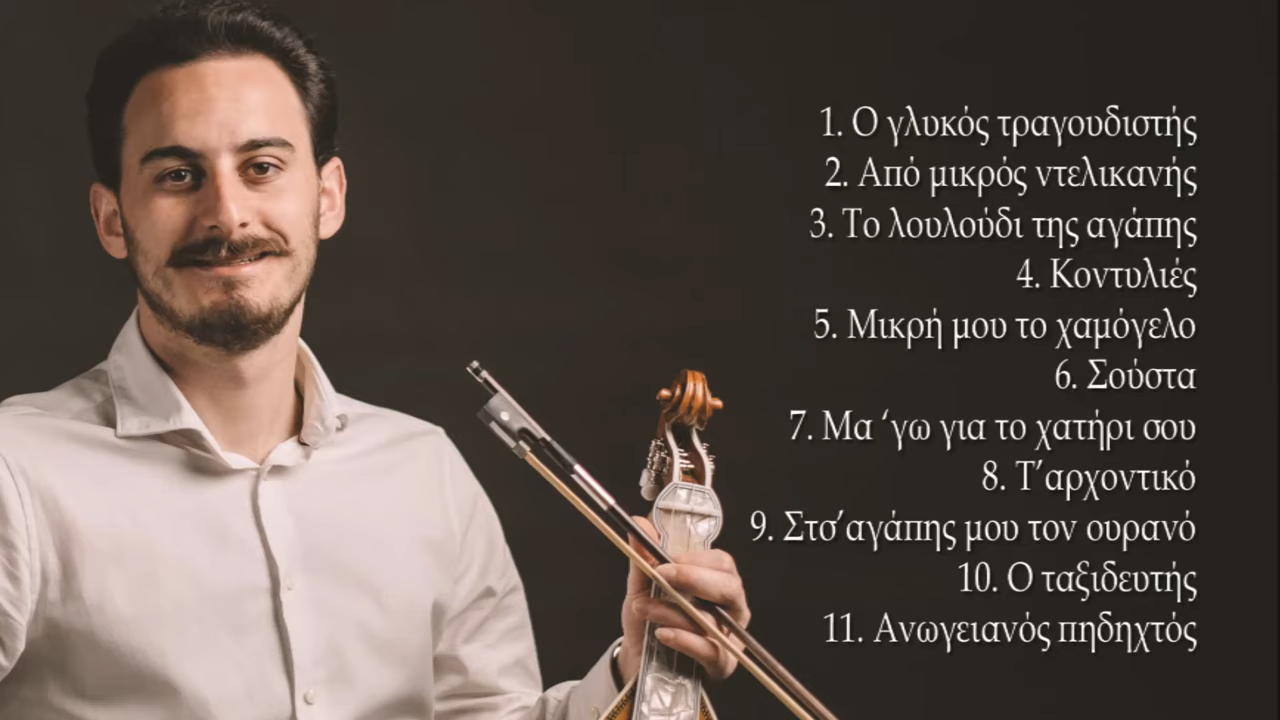 1. Ο γλυκός τραγουδιστής
2. Από μικρός ντελικανής
3. Το λουλούδι της αγάπης
4. Κοντυλιές
5. Μικρή μου το χαμόγελο
6. Σούστα
7. Μα ‘γω για το χατήρι σου
8. Τ΄αρχοντικό
9. Στσ΄αγάπης μου τον ουρανό
10. Ο ταξιδευτής
11. Ανωγειανός πηδηχτός